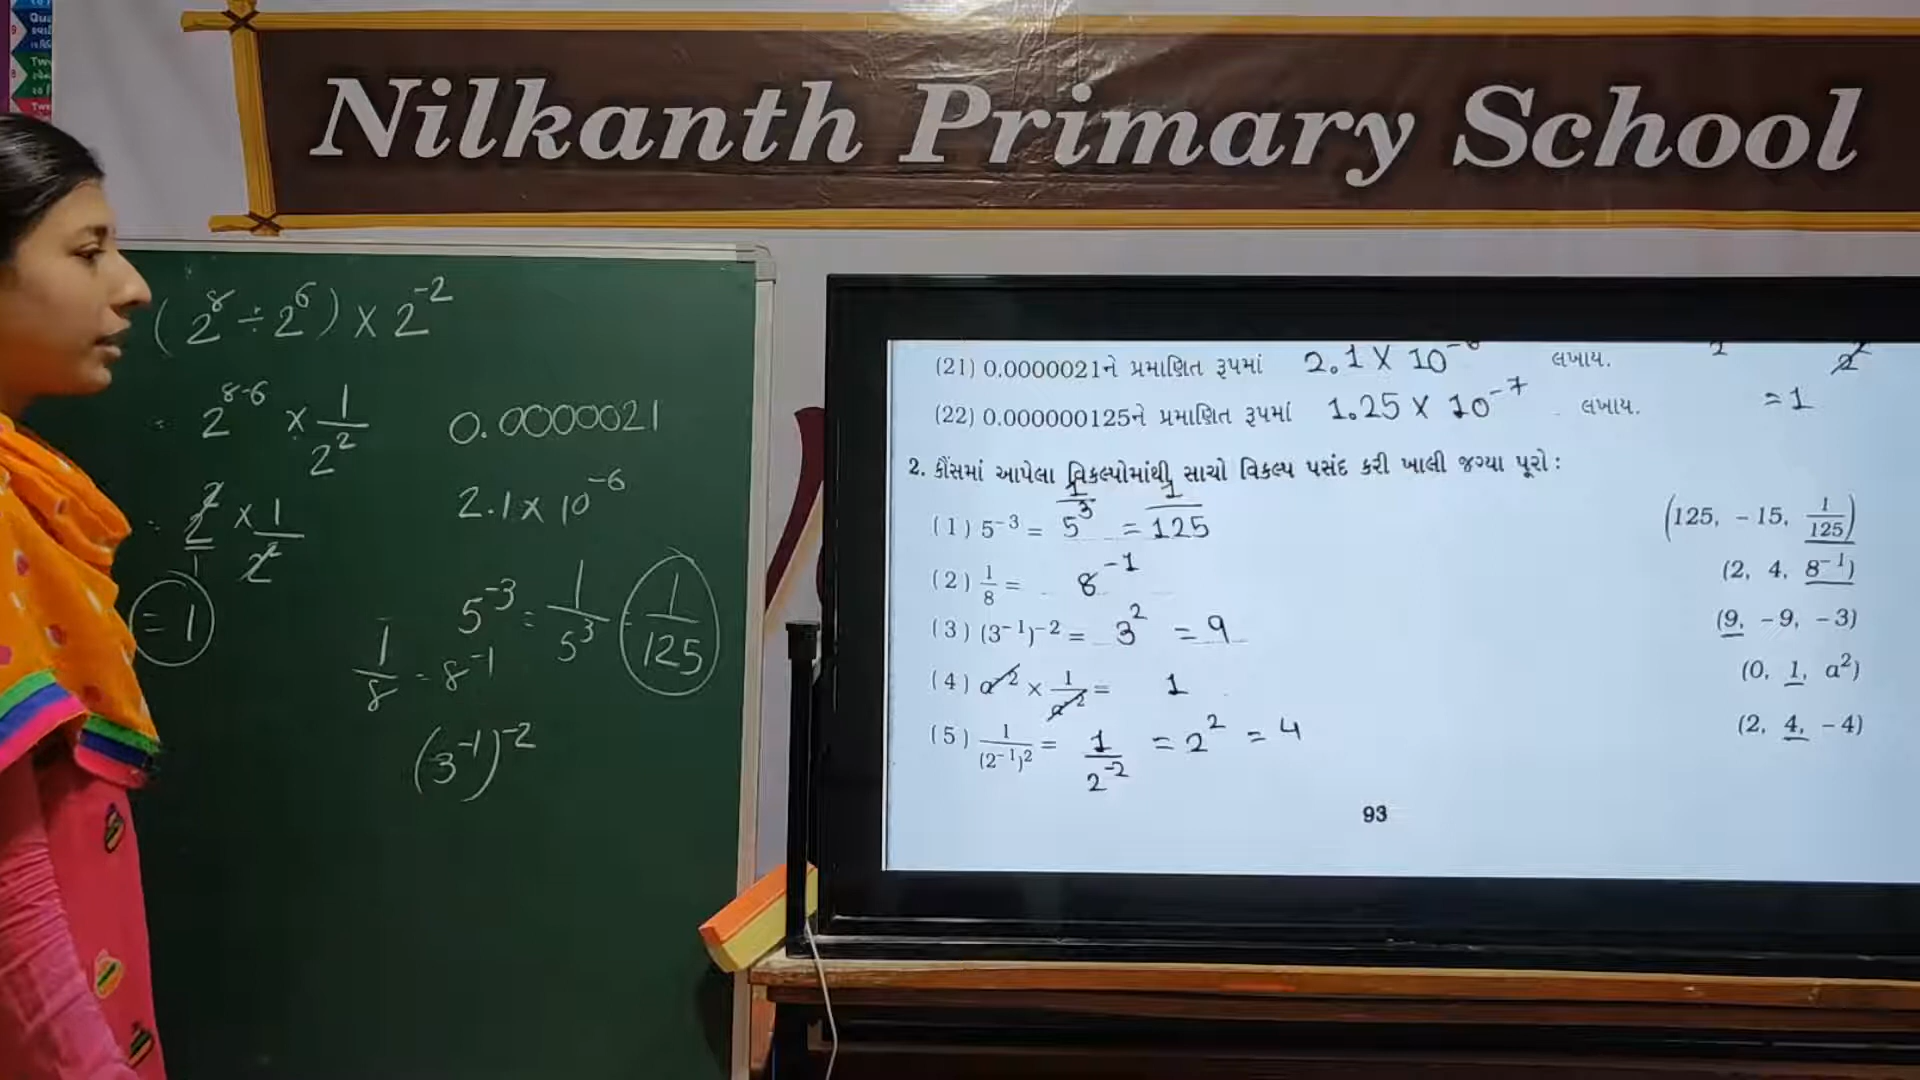 Nilkanth Primary School
(2⁸ ÷ 2⁶) × 2⁻²
= 2⁸⁻⁶ × 1/2²
= 2²/1 × 1/2²
= 1
0.0000021
2.1 × 10⁻⁶
5⁻³ = 1/5³ = 1/125
1/8 = 8⁻¹
(3⁻¹)⁻²
(21) 0.0000021ને પ્રમાણિત રૂપમાં 2.1 × 10⁻⁶ લખાય.
(22) 0.000000125ને પ્રમાણિત રૂપમાં 1.25 × 10⁻⁷ લખાય. = 1
2. કૌંસમાં આપેલા વિકલ્પોમાંથી સાચો વિકલ્પ પસંદ કરી ખાલી જગ્યા પૂરો :
(1) 5⁻³ = 1/5³ = 1/125 (125, – 15, 1/125)
(2) 1/8 = 8⁻¹ (2, 4, 8⁻¹)
(3) (3⁻¹)⁻² = 3² = 9 (9, – 9, – 3)
(4) a⁻² × 1/a⁻² = 1 (0, 1, a²)
(5) 1/(2⁻¹)² = 1/2⁻² = 2² = 4 (2, 4, – 4)
93